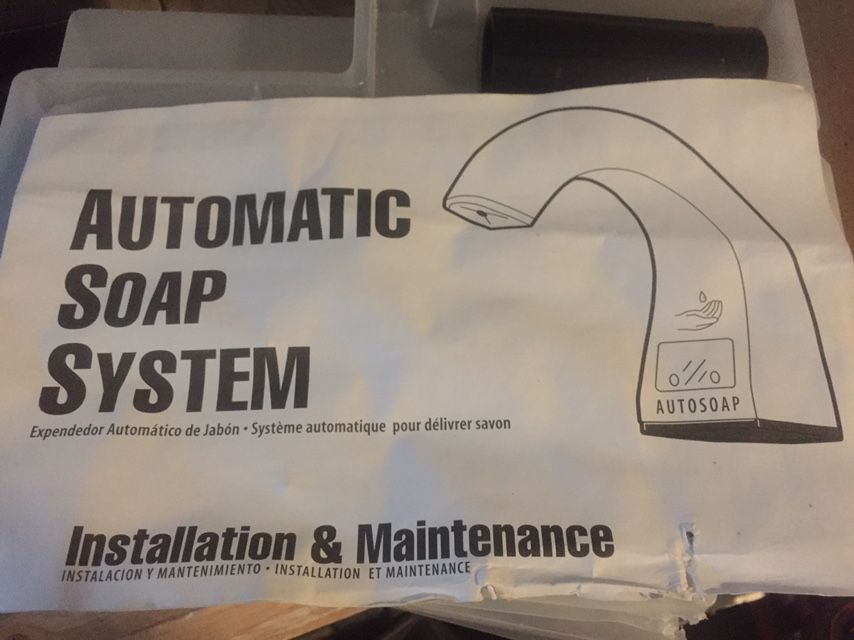 AUTOMATIC
SOAP
SYSTEM
Expendedor Automático de Jabón • Système automatique pour délivrer savon
AUTOSOAP
Installation & Maintenance
INSTALACION Y MANTENIMIENTO • INSTALLATION ET MAINTENANCE